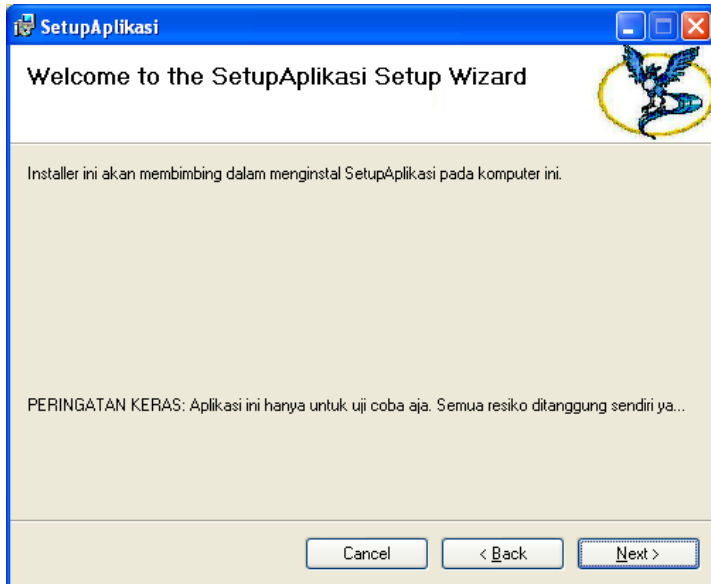 SetupAplikasi
Welcome to the SetupAplikasi Setup Wizard
Installer ini akan membimbing dalam menginstal SetupAplikasi pada komputer ini.
PERINGATAN KERAS: Aplikasi ini hanya untuk uji coba aja. Semua resiko ditanggung sendiri ya...
Cancel
< Back
Next >